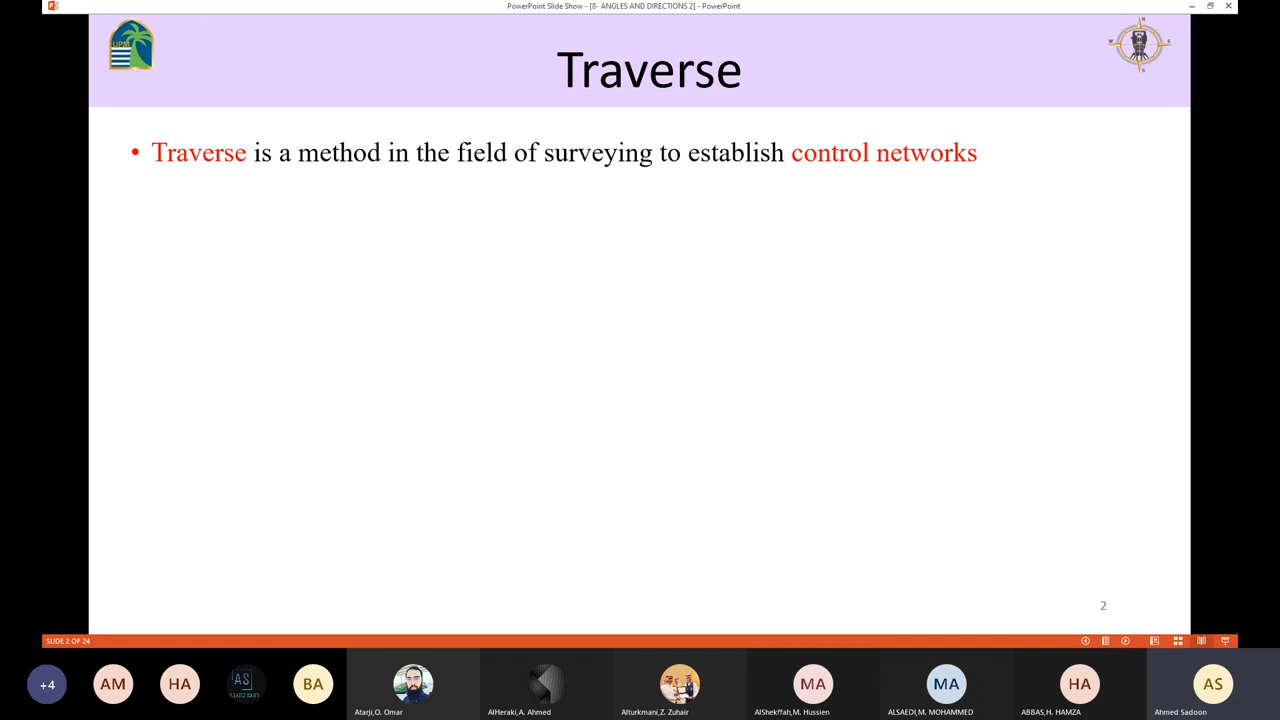 PowerPoint Slide Show - [8- ANGLES AND DIRECTIONS 2] - PowerPoint
UPM
N
W E
S
Traverse
• Traverse is a method in the field of surveying to establish control networks
2
SLIDE 2 OF 24
+4 AM HA AS BA MA MA HA AS
Atarji,O. Omar AlHeraki,A. Ahmed Alturkmani,Z. Zuhair AlShekffah,M. Hussien ALSAEDI,M. MOHAMMED ABBAS,H. HAMZA Ahmed Sadoon